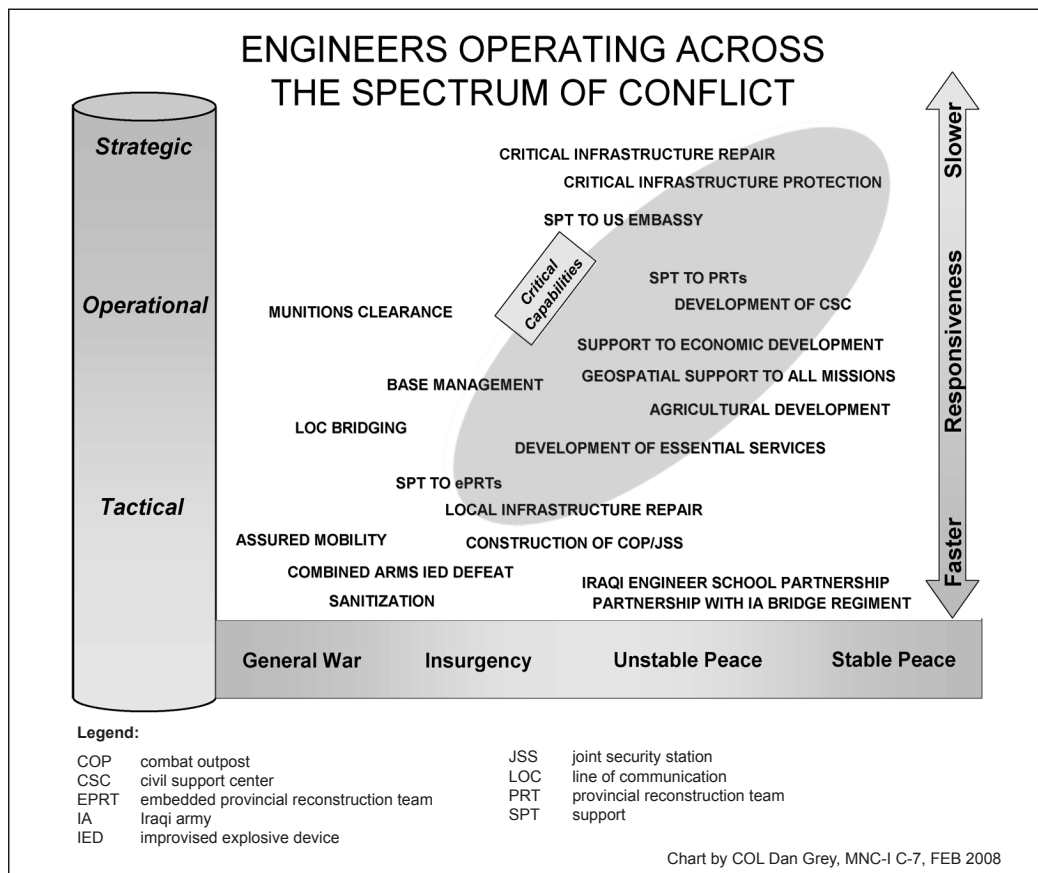 ENGINEERS OPERATING ACROSS
THE SPECTRUM OF CONFLICT
Strategic
Operational
Tactical
CRITICAL INFRASTRUCTURE REPAIR
CRITICAL INFRASTRUCTURE PROTECTION
SPT TO US EMBASSY
Critical
Capabilities
SPT TO PRTs
DEVELOPMENT OF CSC
MUNITIONS CLEARANCE
SUPPORT TO ECONOMIC DEVELOPMENT
GEOSPATIAL SUPPORT TO ALL MISSIONS
BASE MANAGEMENT
AGRICULTURAL DEVELOPMENT
LOC BRIDGING
DEVELOPMENT OF ESSENTIAL SERVICES
SPT TO ePRTs
LOCAL INFRASTRUCTURE REPAIR
ASSURED MOBILITY
CONSTRUCTION OF COP/JSS
COMBINED ARMS IED DEFEAT
IRAQI ENGINEER SCHOOL PARTNERSHIP
SANITIZATION
PARTNERSHIP WITH IA BRIDGE REGIMENT
Slower
Responsiveness
Faster
General War
Insurgency
Unstable Peace
Stable Peace
Legend:
COP combat outpost
CSC civil support center
EPRT embedded provincial reconstruction team
IA Iraqi army
IED improvised explosive device
JSS joint security station
LOC line of communication
PRT provincial reconstruction team
SPT support
Chart by COL Dan Grey, MNC-I C-7, FEB 2008